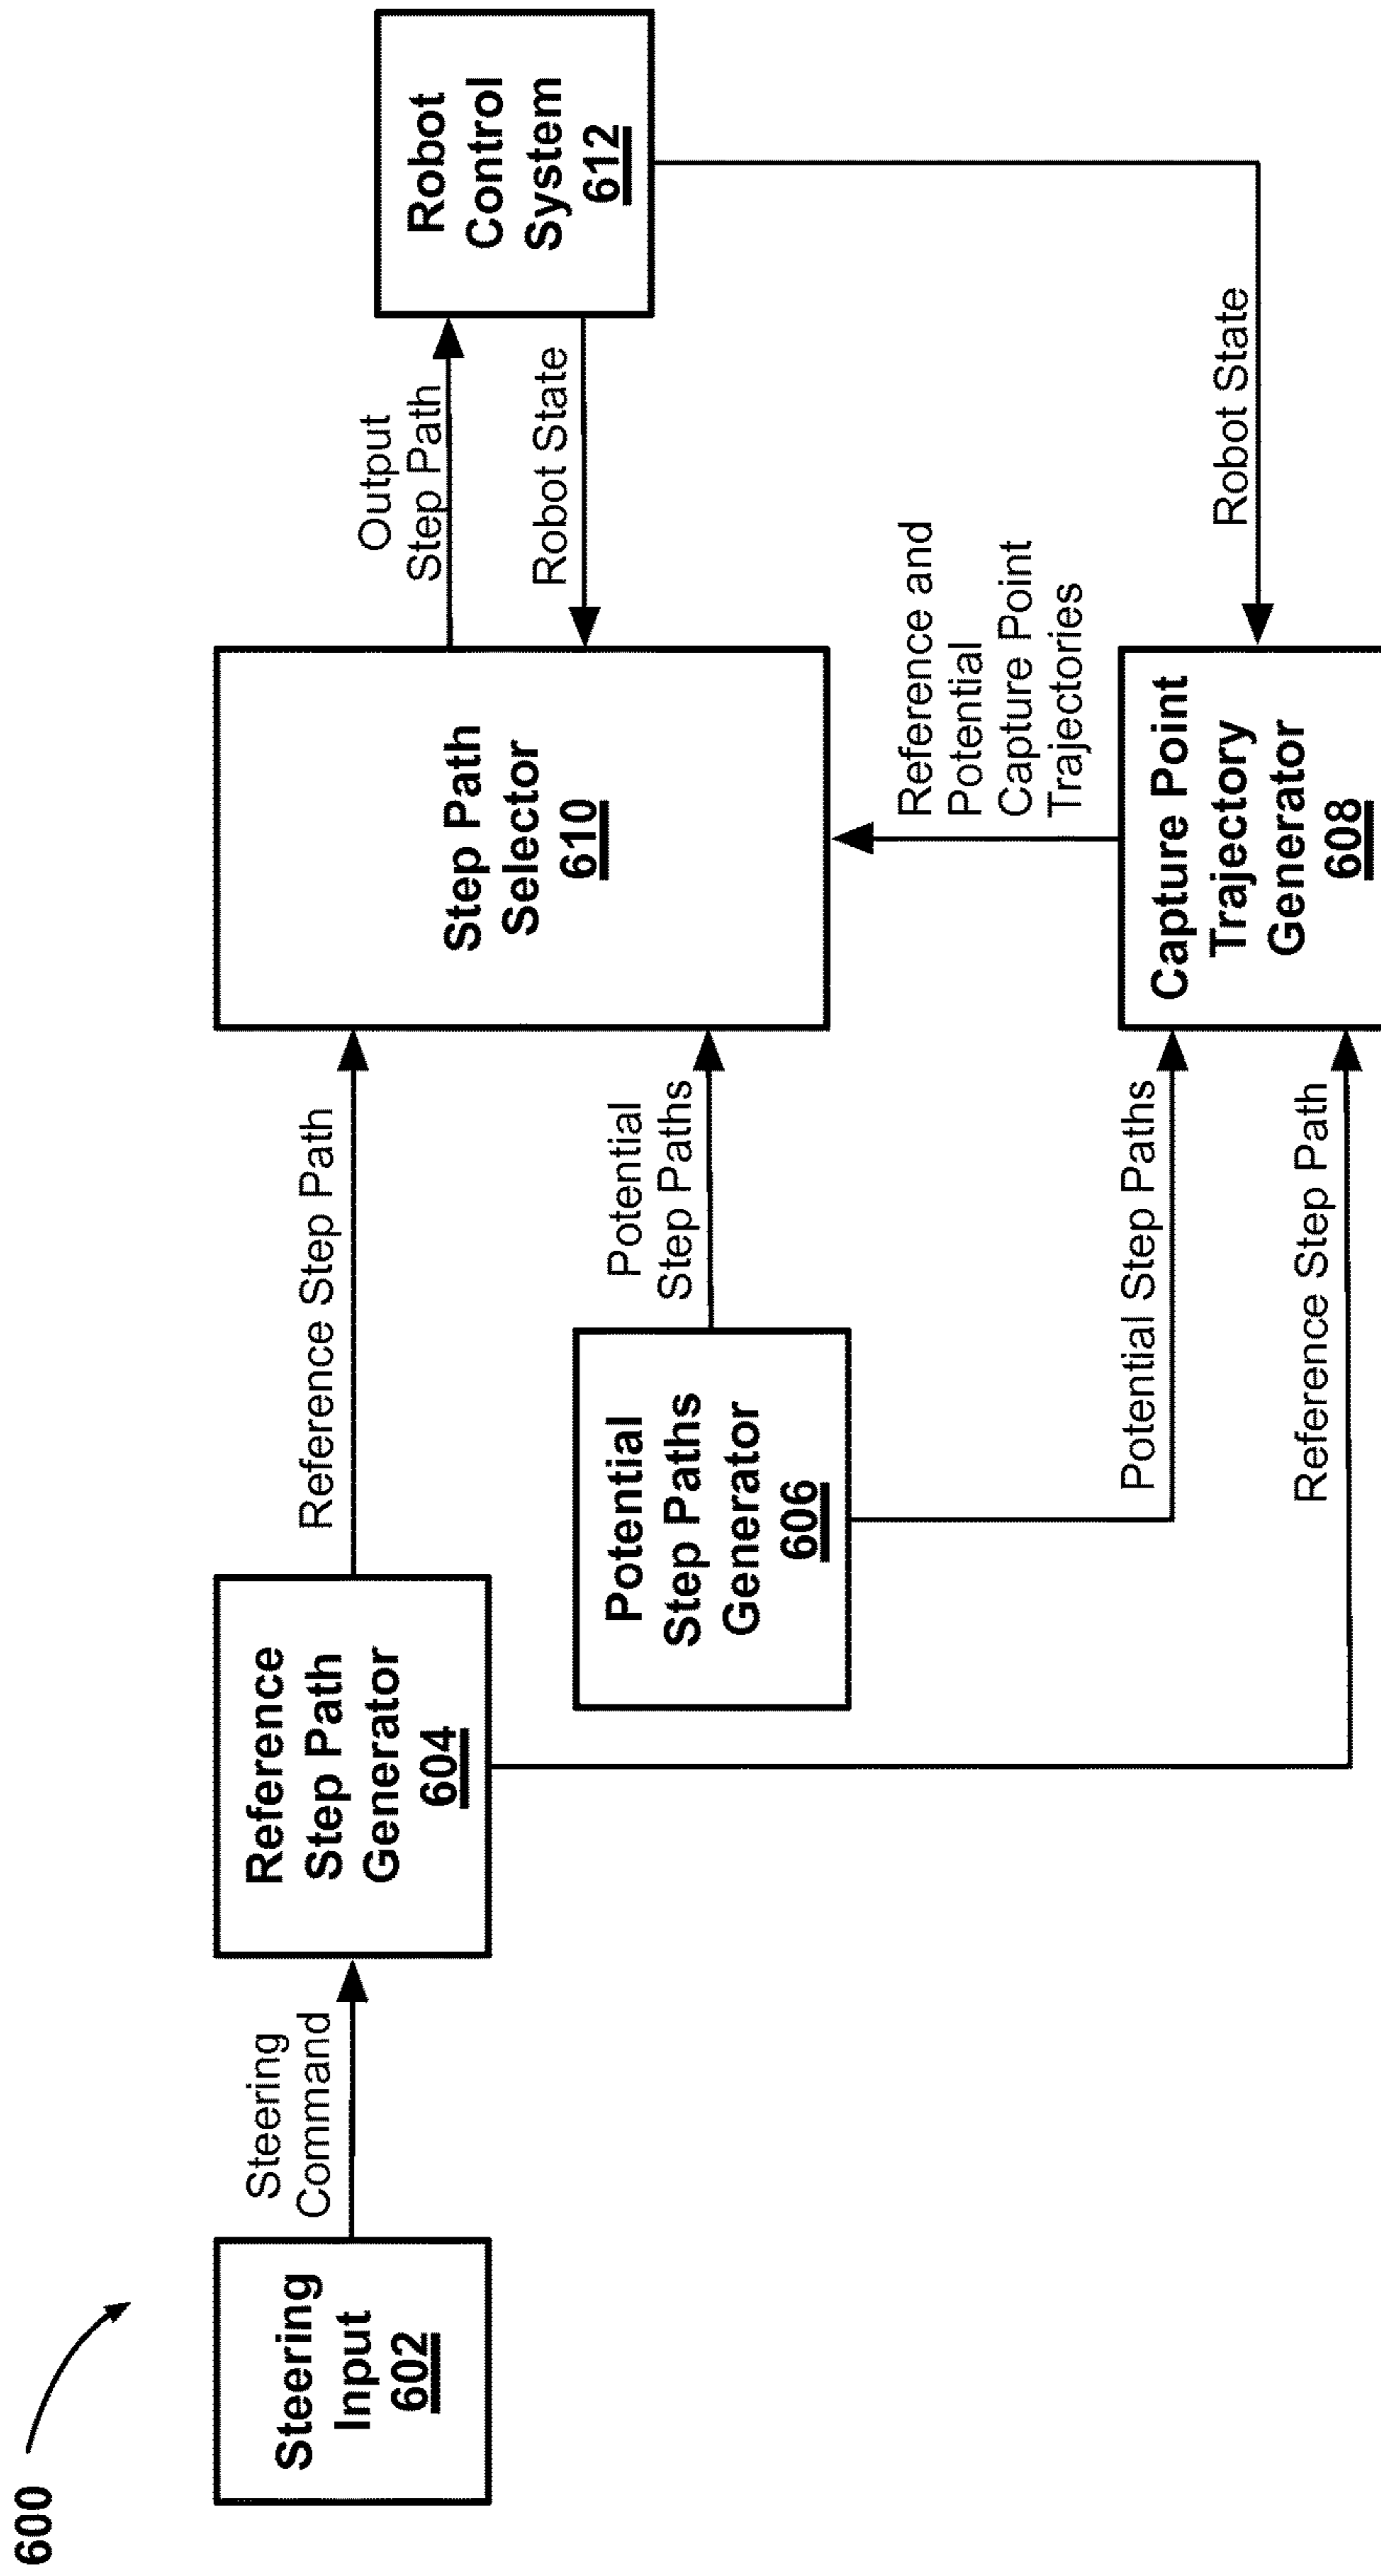 600
Steering
Input
602
Steering
Command
Reference
Step Path
Generator
604
Reference Step Path
Potential
Step Paths
Generator
606
Potential
Step Paths
Potential Step Paths
Reference Step Path
Step Path
Selector
610
Reference and
Potential
Capture Point
Trajectories
Capture Point
Trajectory
Generator
608
Output
Step Path
Robot State
Robot State
Robot
Control
System
612